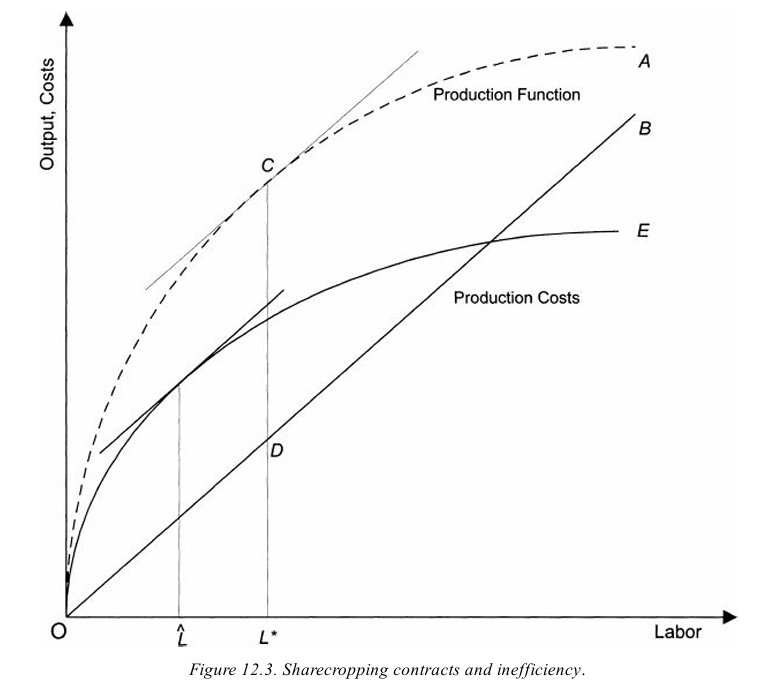 Output, Costs
A
Production Function
B
C
E
Production Costs
D
O
L̂
L*
Labor
Figure 12.3. Sharecropping contracts and inefficiency.